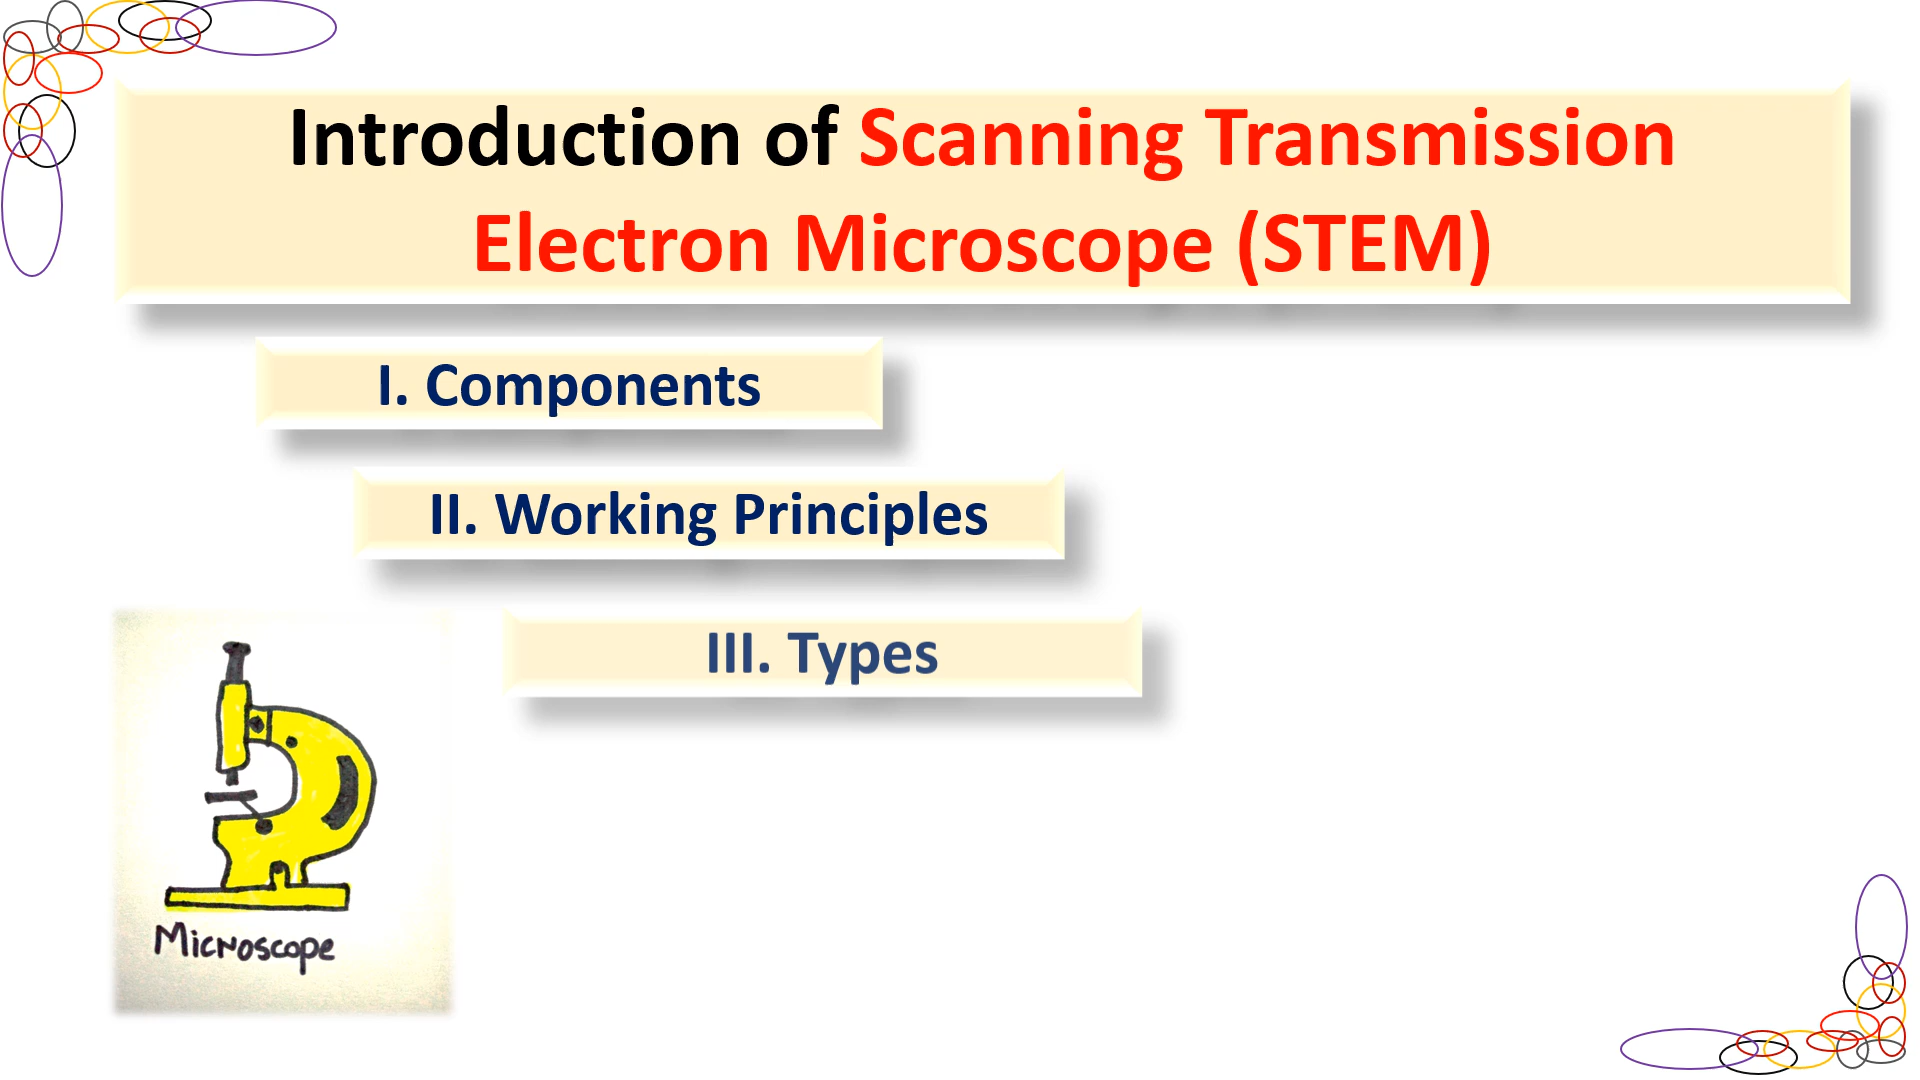 Introduction of Scanning Transmission
Electron Microscope (STEM)
I. Components
II. Working Principles
III. Types
Microscope